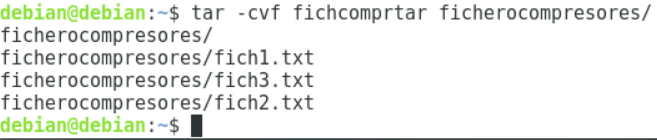 debian@debian:~$ tar -cvf fichcomprtar ficherocompresores/
ficherocompresores/
ficherocompresores/fich1.txt
ficherocompresores/fich3.txt
ficherocompresores/fich2.txt
debian@debian:~$